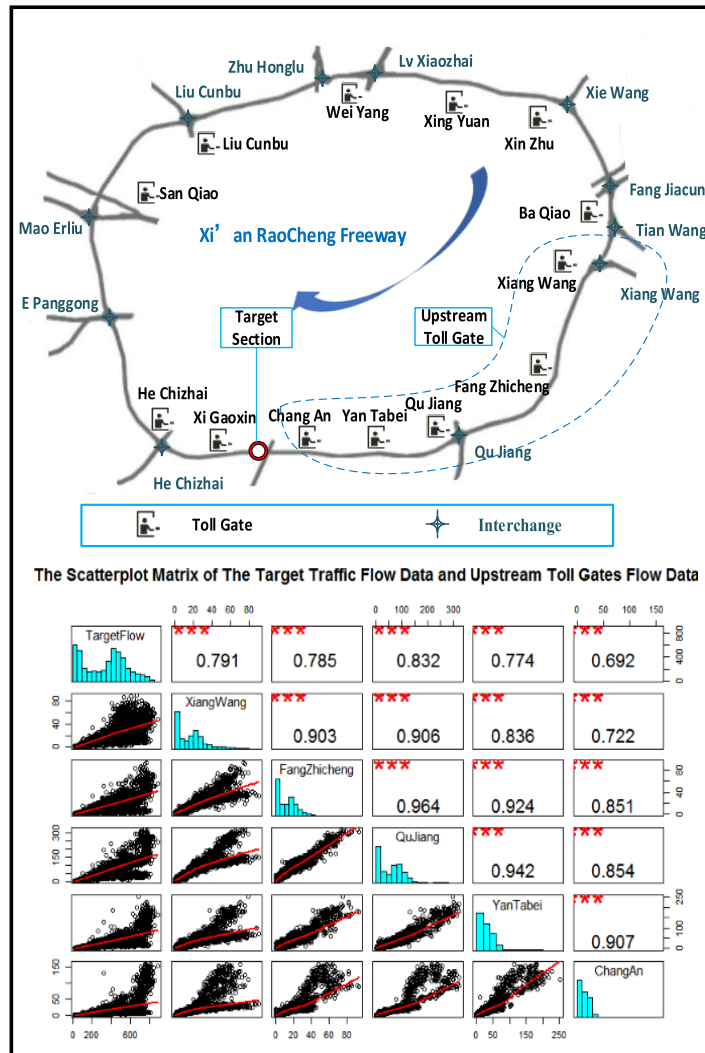 Zhu Honglu
Lv Xiaozhai
Liu Cunbu
Wei Yang
Xing Yuan
Xie Wang
Xin Zhu
Liu Cunbu
San Qiao
Fang Jiacun
Ba Qiao
Mao Erliu
Xi’an RaoCheng Freeway
Tian Wang
Xiang Wang
Xiang Wang
E Panggong
Target
Section
Upstream
Toll Gate
Fang Zhicheng
He Chizhai
Xi Gaoxin
Chang An
Yan Tabei
Qu Jiang
Qu Jiang
He Chizhai
Toll Gate
Interchange
The Scatterplot Matrix of The Target Traffic Flow Data and Upstream Toll Gates Flow Data
0 20 40 60 80
0 100 200 300
0 50 100 150
TargetFlow
***
0.791
***
0.785
***
0.832
***
0.774
***
0.692
0 400 800
0 40 80
XiangWang
***
0.903
***
0.906
***
0.836
***
0.722
FangZhicheng
***
0.964
***
0.924
***
0.851
0 40 80
0 150 300
QuJiang
***
0.942
***
0.854
YanTabei
***
0.907
0 100 250
0 50 150
ChangAn
0 200 600
0 20 40 60 80
0 50 150 250